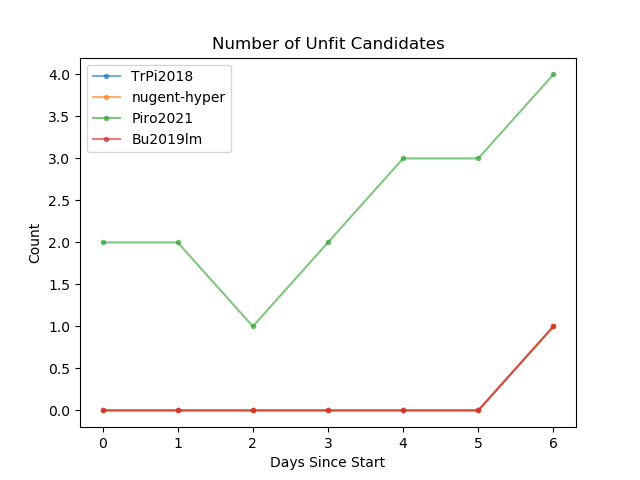 Number of Unfit Candidates
TrPi2018
nugent-hyper
Piro2021
Bu2019lm
4.0
3.5
3.0
2.5
2.0
1.5
1.0
0.5
0.0
Count
0 1 2 3 4 5 6
Days Since Start